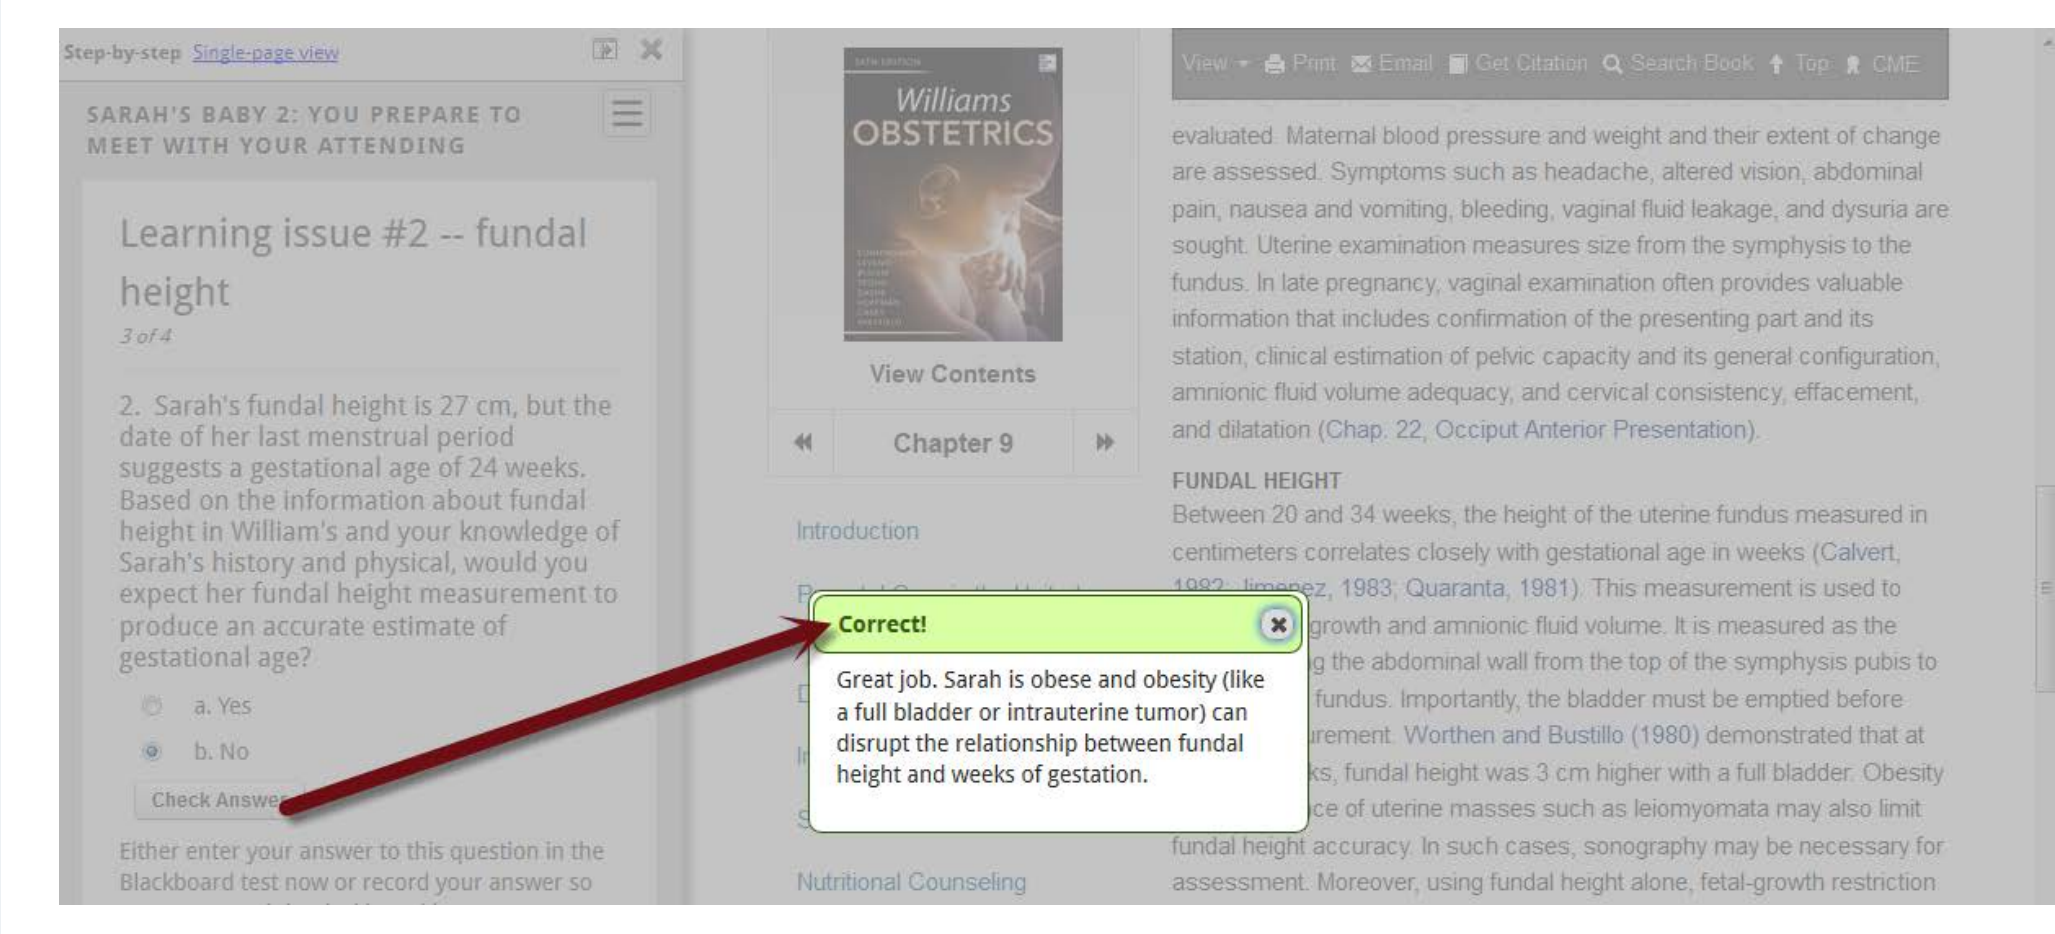 Step-by-step Single-page view
SARAH'S BABY 2: YOU PREPARE TO
MEET WITH YOUR ATTENDING
Learning issue #2 -- fundal
height
3 of 4
2. Sarah's fundal height is 27 cm, but the
date of her last menstrual period
suggests a gestational age of 24 weeks.
Based on the information about fundal
height in William's and your knowledge of
Sarah's history and physical, would you
expect her fundal height measurement to
produce an accurate estimate of
gestational age?
a. Yes
b. No
Check Answer
Either enter your answer to this question in the
Blackboard test now or record your answer so
Williams
OBSTETRICS
View Contents
Chapter 9
Introduction
Nutritional Counseling
View Print Email Get Citation Search Book Top CME
evaluated. Maternal blood pressure and weight and their extent of change
are assessed. Symptoms such as headache, altered vision, abdominal
pain, nausea and vomiting, bleeding, vaginal fluid leakage, and dysuria are
sought. Uterine examination measures size from the symphysis to the
fundus. In late pregnancy, vaginal examination often provides valuable
information that includes confirmation of the presenting part and its
station, clinical estimation of pelvic capacity and its general configuration,
amnionic fluid volume adequacy, and cervical consistency, effacement,
and dilatation (Chap. 22, Occiput Anterior Presentation).
FUNDAL HEIGHT
Between 20 and 34 weeks, the height of the uterine fundus measured in
centimeters correlates closely with gestational age in weeks (Calvert,
1982; Jimenez, 1983; Quaranta, 1981). This measurement is used to
growth and amnionic fluid volume. It is measured as the
the abdominal wall from the top of the symphysis pubis to
fundus. Importantly, the bladder must be emptied before
Worthen and Bustillo (1980) demonstrated that at
fundal height was 3 cm higher with a full bladder. Obesity
of uterine masses such as leiomyomata may also limit
fundal height accuracy. In such cases, sonography may be necessary for
assessment. Moreover, using fundal height alone, fetal-growth restriction
Correct!
Great job. Sarah is obese and obesity (like
a full bladder or intrauterine tumor) can
disrupt the relationship between fundal
height and weeks of gestation.